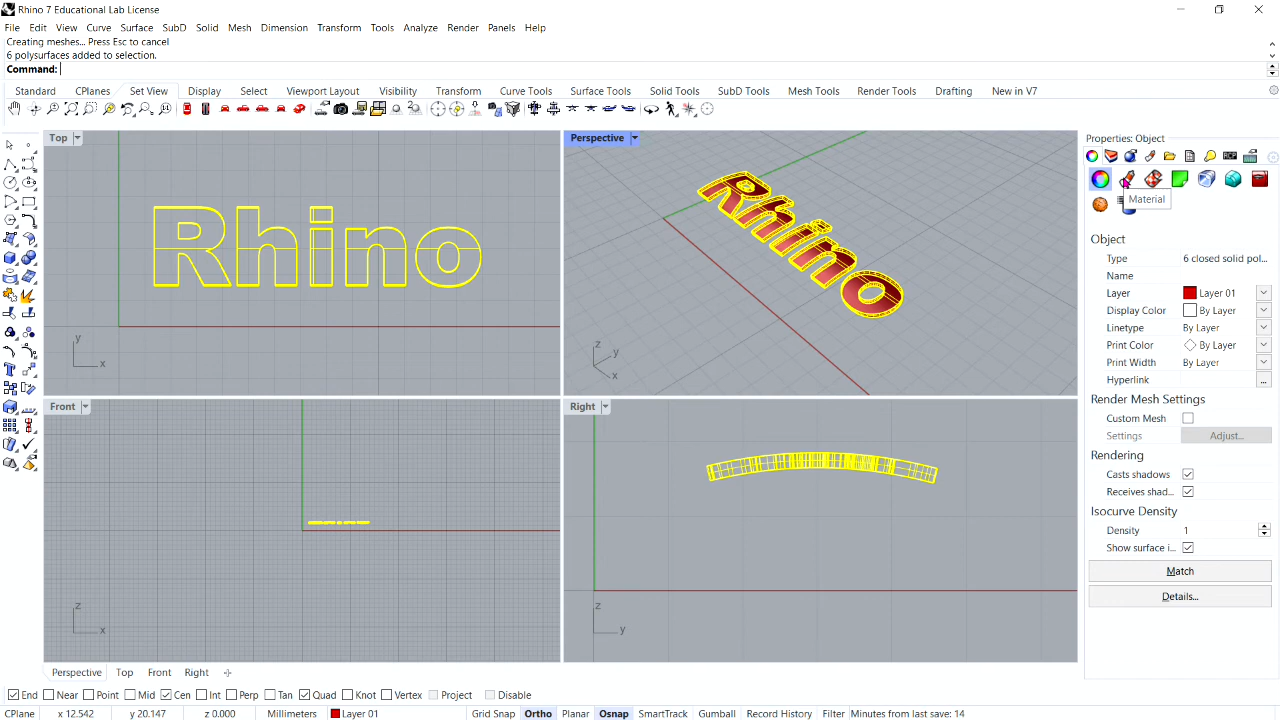 Rhino 7 Educational Lab License
File Edit View Curve Surface SubD Solid Mesh Dimension Transform Tools Analyze Render Panels Help
Creating meshes... Press Esc to cancel
6 polysurfaces added to selection.
Command:
Standard CPlanes Set View Display Select Viewport Layout Visibility Transform Curve Tools Surface Tools Solid Tools SubD Tools Mesh Tools Render Tools Drafting New in V7
Top
Perspective
Properties: Object
Material
Rhino
Rhino
y
x
z
y
x
Object
Type 6 closed solid pol...
Name
Layer Layer 01
Display Color By Layer
Linetype By Layer
Print Color By Layer
Print Width By Layer
Hyperlink ...
Render Mesh Settings
Custom Mesh
Settings Adjust...
Rendering
Casts shadows
Receives shad...
Isocurve Density
Density 1
Show surface i...
Match
Details...
Front
Right
z
x
z
y
Perspective Top Front Right
End Near Point Mid Cen Int Perp Tan Quad Knot Vertex Project Disable
CPlane x 12.542 y 20.147 z 0.000 Millimeters Layer 01 Grid Snap Ortho Planar Osnap SmartTrack Gumball Record History Filter Minutes from last save: 14